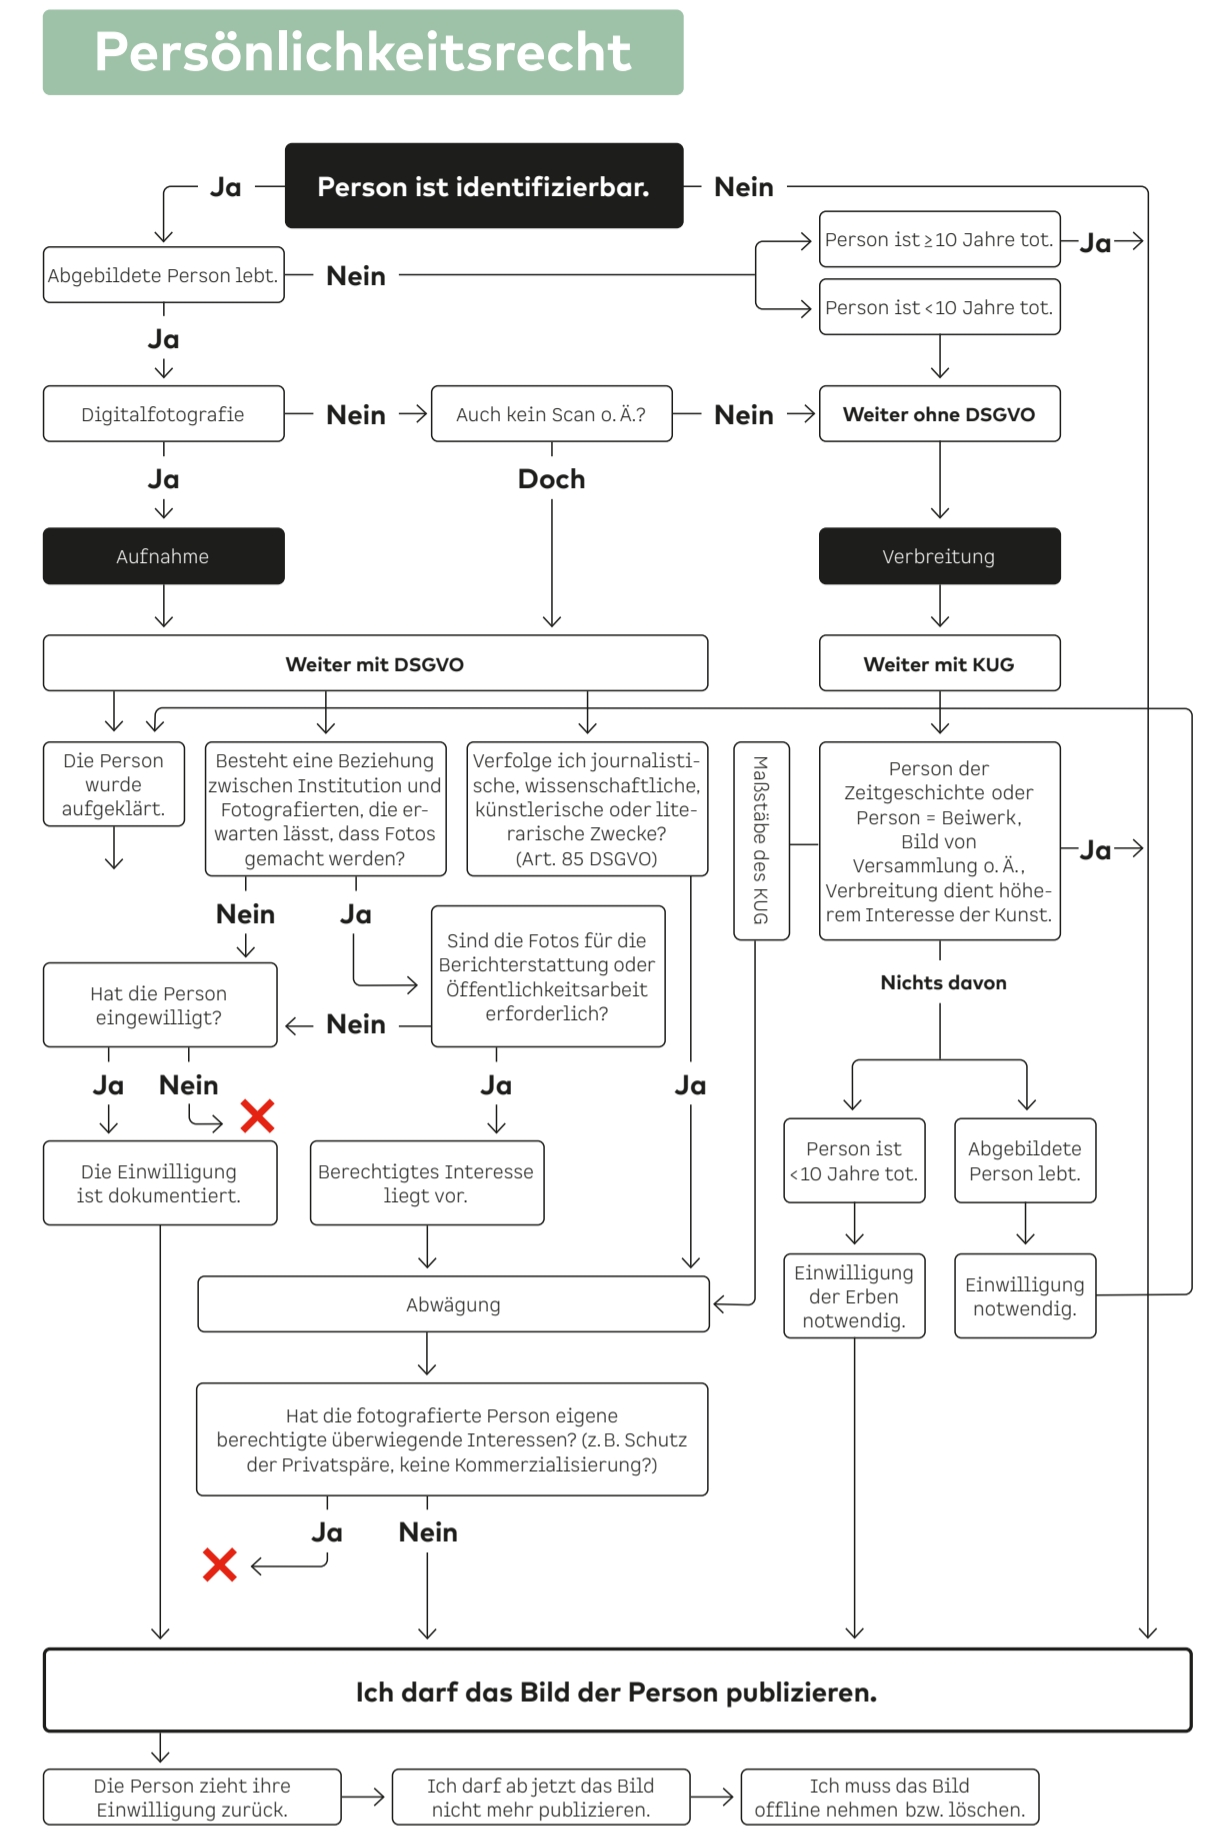 Persönlichkeitsrecht
Ja
Person ist identifizierbar.
Nein
Person ist ≥10 Jahre tot.
Ja
Abgebildete Person lebt.
Nein
Person ist <10 Jahre tot.
Ja
Digitalfotografie
Nein
Auch kein Scan o. Ä.?
Nein
Weiter ohne DSGVO
Ja
Doch
Aufnahme
Verbreitung
Weiter mit DSGVO
Weiter mit KUG
Die Person
wurde
aufgeklärt.
Besteht eine Beziehung
zwischen Institution und
Fotografierten, die er-
warten lässt, dass Fotos
gemacht werden?
Verfolge ich journalisti-
sche, wissenschaftliche,
künstlerische oder lite-
rarische Zwecke?
(Art. 85 DSGVO)
Maßstäbe des KUG
Person der
Zeitgeschichte oder
Person = Beiwerk,
Bild von
Versammlung o. Ä.,
Verbreitung dient höhe-
rem Interesse der Kunst.
Ja
Nein
Ja
Sind die Fotos für die
Berichterstattung oder
Öffentlichkeitsarbeit
erforderlich?
Nichts davon
Hat die Person
eingewilligt?
Nein
Ja
Nein
Ja
Ja
Die Einwilligung
ist dokumentiert.
Berechtigtes Interesse
liegt vor.
Person ist
<10 Jahre tot.
Abgebildete
Person lebt.
Abwägung
Einwilligung
der Erben
notwendig.
Einwilligung
notwendig.
Hat die fotografierte Person eigene
berechtigte überwiegende Interessen? (z. B. Schutz
der Privatspäre, keine Kommerzialisierung?)
Ja
Nein
Ich darf das Bild der Person publizieren.
Die Person zieht ihre
Einwilligung zurück.
Ich darf ab jetzt das Bild
nicht mehr publizieren.
Ich muss das Bild
offline nehmen bzw. löschen.